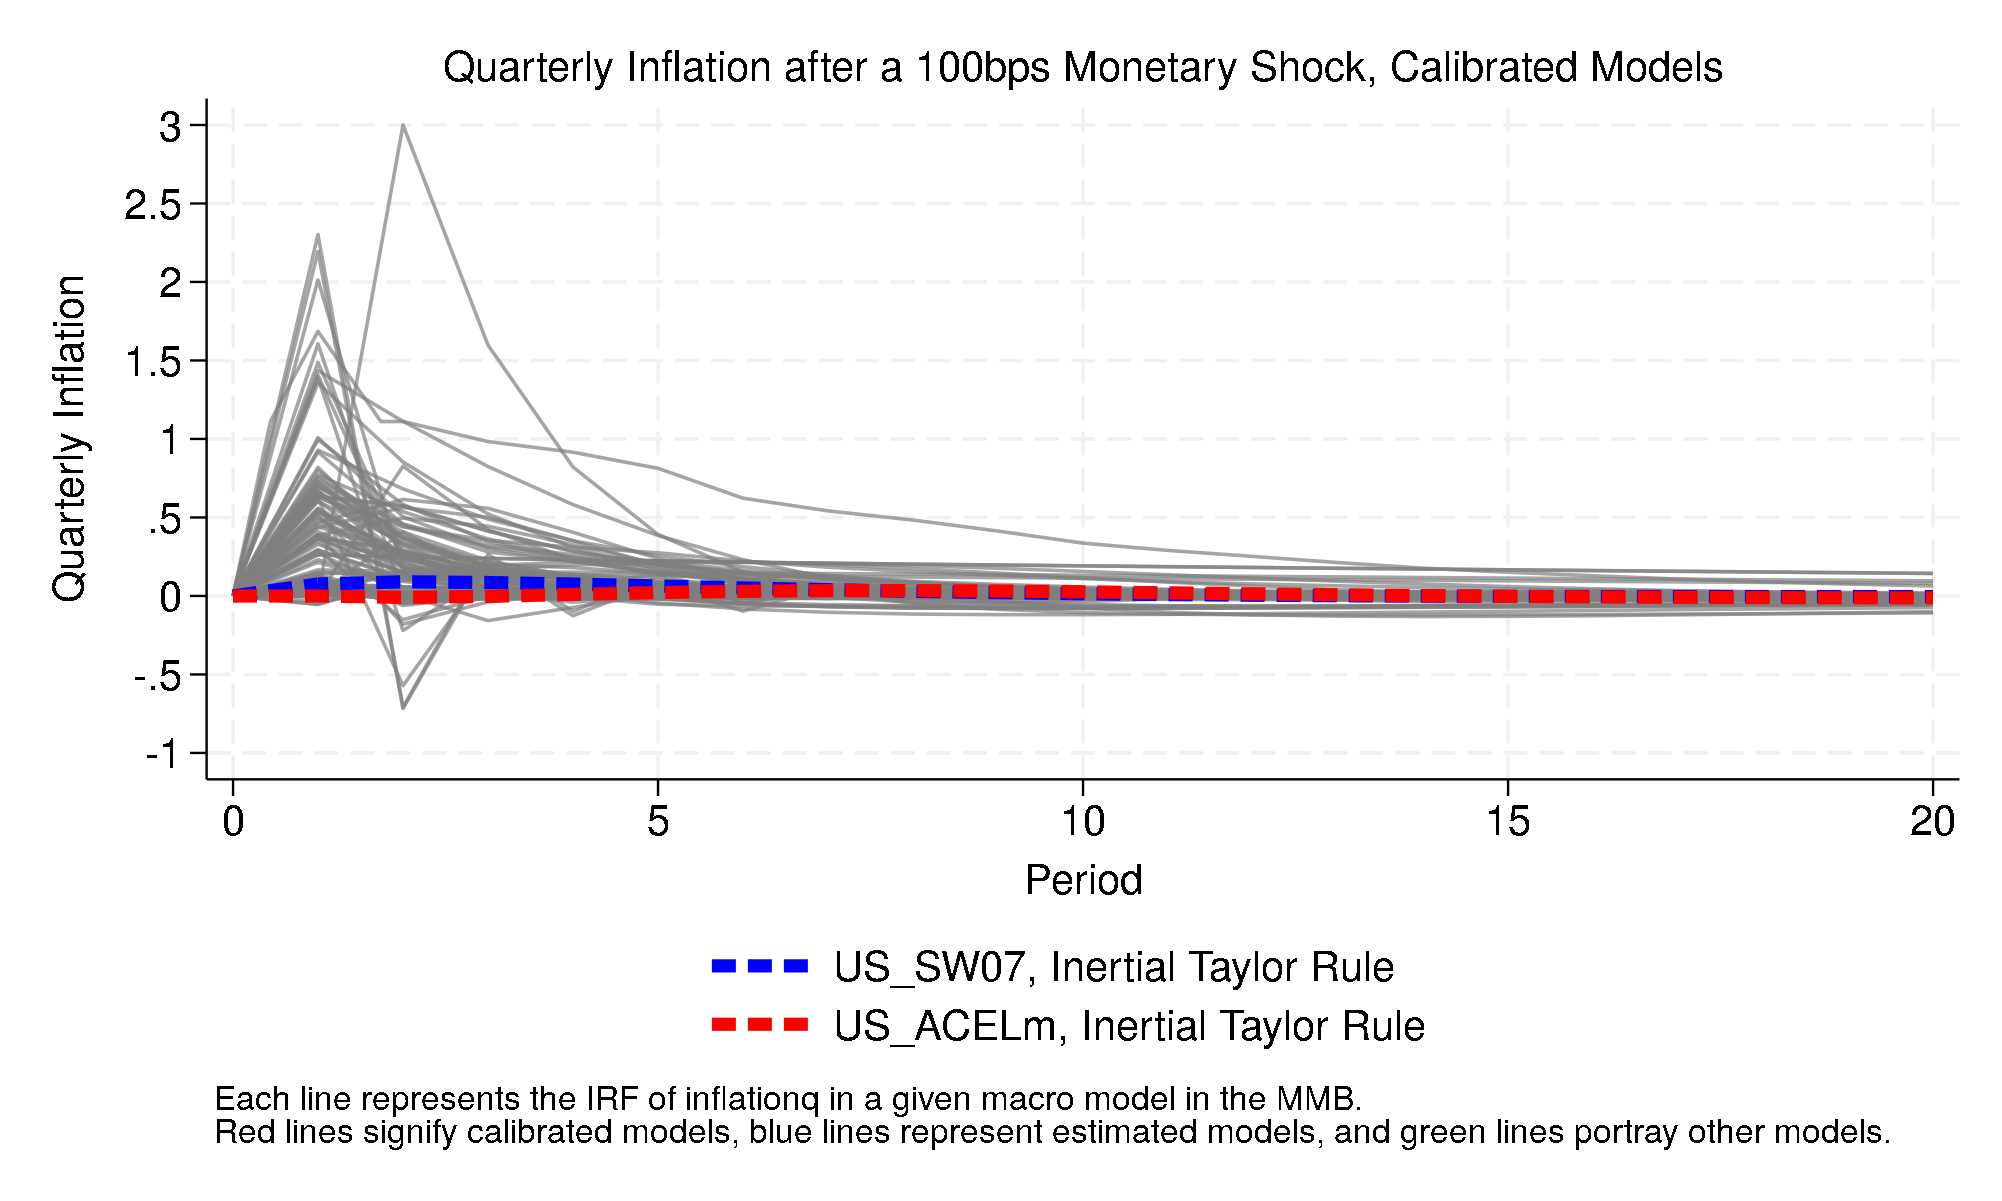 Quarterly Inflation after a 100bps Monetary Shock, Calibrated Models
Quarterly Inflation
3
2.5
2
1.5
1
.5
0
-.5
-1
0 5 10 15 20
Period
US_SW07, Inertial Taylor Rule
US_ACELm, Inertial Taylor Rule
Each line represents the IRF of inflationq in a given macro model in the MMB.
Red lines signify calibrated models, blue lines represent estimated models, and green lines portray other models.